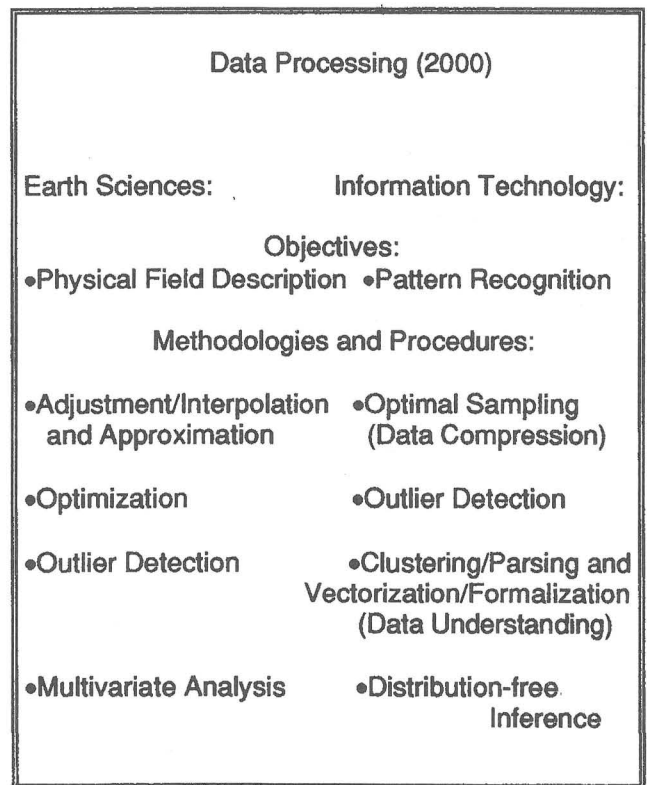 Data Processing (2000)
Earth Sciences: Information Technology:
Objectives:
•Physical Field Description •Pattern Recognition
Methodologies and Procedures:
•Adjustment/Interpolation •Optimal Sampling
and Approximation (Data Compression)
•Optimization •Outlier Detection
•Outlier Detection •Clustering/Parsing and
Vectorization/Formalization
(Data Understanding)
•Multivariate Analysis •Distribution-free
Inference